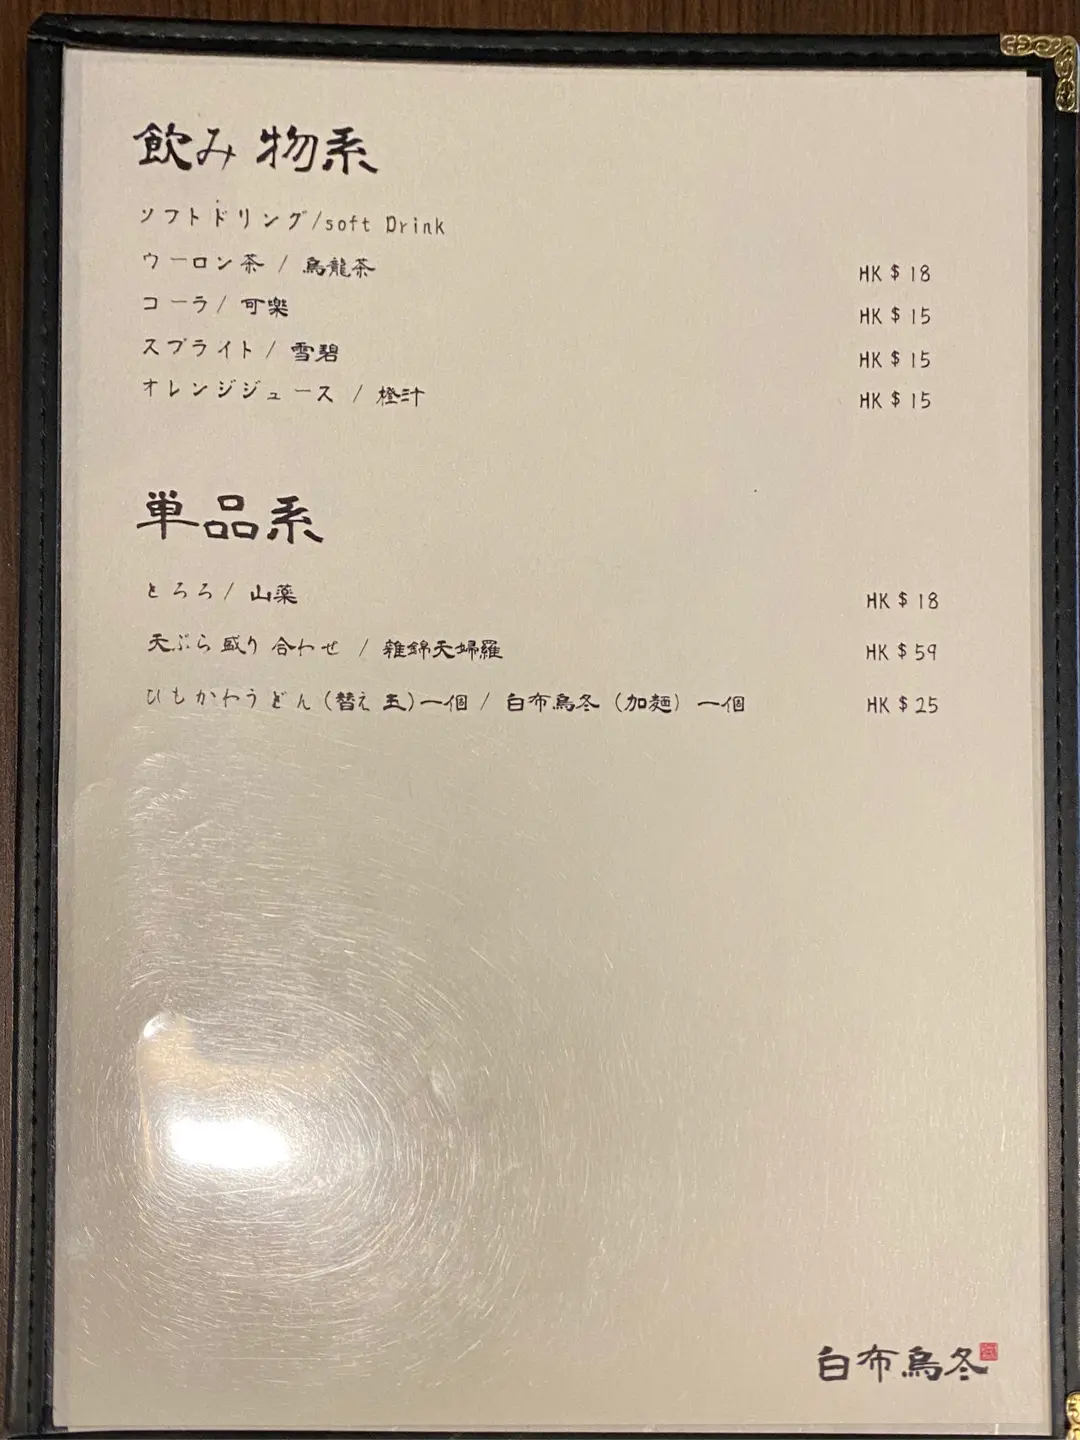 飲み物系
ソフトドリング/soft Drink
ウーロン茶 / 烏龍茶 HK $ 18
コーラ / 可樂 HK $ 15
スプライト / 雪碧 HK $ 15
オレンジジュース / 橙汁 HK $ 15
単品系
とろろ / 山薬 HK $ 18
天ぷら盛り合わせ / 雜錦天婦羅 HK $ 59
ひもかわうどん (替え玉) 一個 / 白布烏冬 (加麵) 一個 HK $ 25
白布烏冬